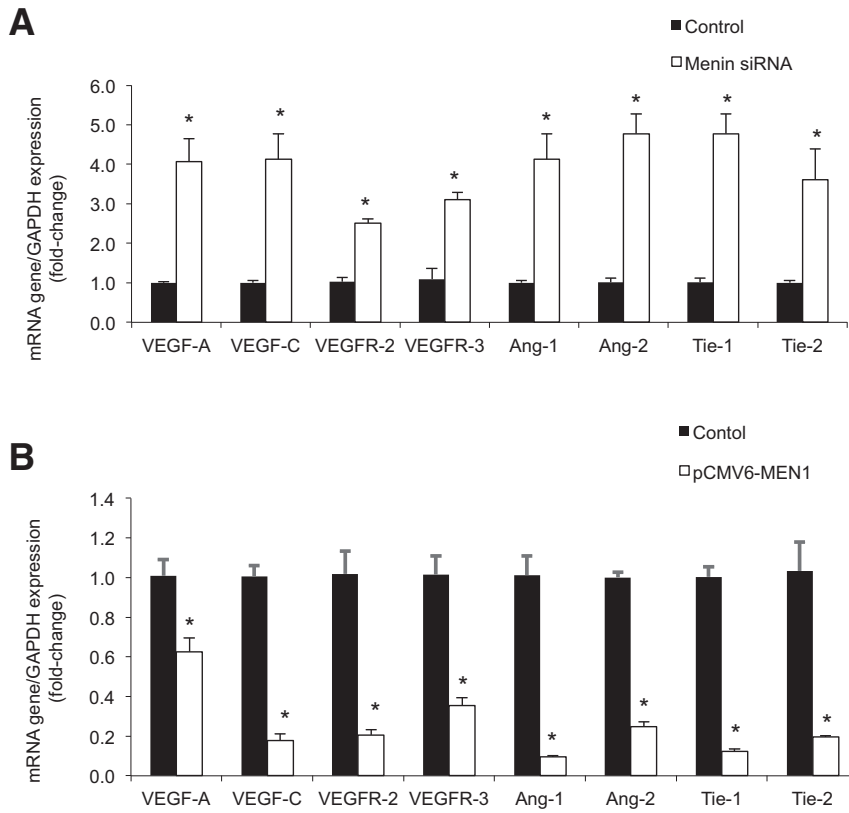 A
Control
Menin siRNA
mRNA gene/GAPDH expression
(fold-change)
6.0
5.0
4.0
3.0
2.0
1.0
0.0
* * * * * * * *
VEGF-A VEGF-C VEGFR-2 VEGFR-3 Ang-1 Ang-2 Tie-1 Tie-2
B
Contol
pCMV6-MEN1
mRNA gene/GAPDH expression
(fold-change)
1.4
1.2
1.0
0.8
0.6
0.4
0.2
0.0
* * * * * * * *
VEGF-A VEGF-C VEGFR-2 VEGFR-3 Ang-1 Ang-2 Tie-1 Tie-2